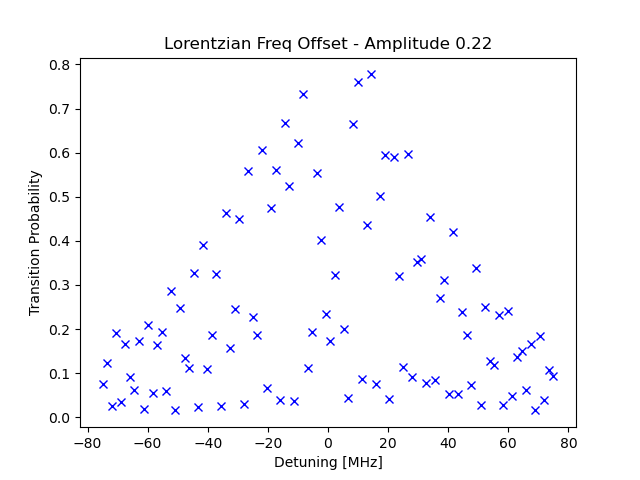 Lorentzian Freq Offset - Amplitude 0.22
Transition Probability
0.8
0.7
0.6
0.5
0.4
0.3
0.2
0.1
0.0
−80 −60 −40 −20 0 20 40 60 80
Detuning [MHz]